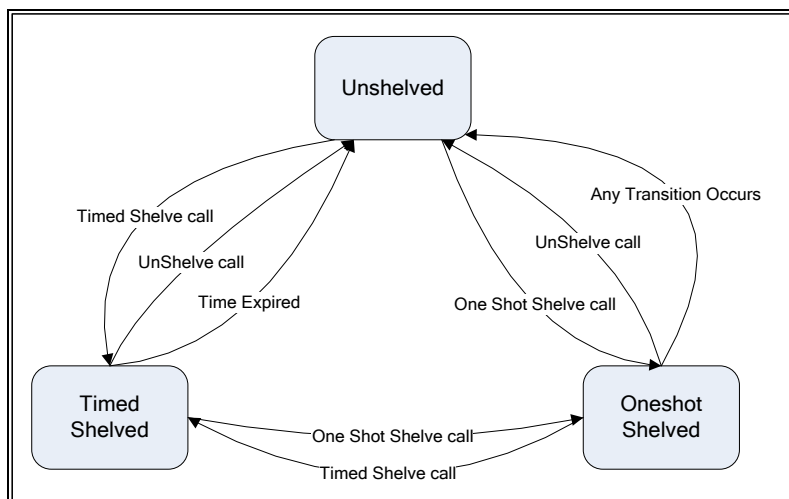 Unshelved
Any Transition Occurs
Timed Shelve call
UnShelve call
UnShelve call
Time Expired
One Shot Shelve call
Timed
Shelved
Oneshot
Shelved
One Shot Shelve call
Timed Shelve call